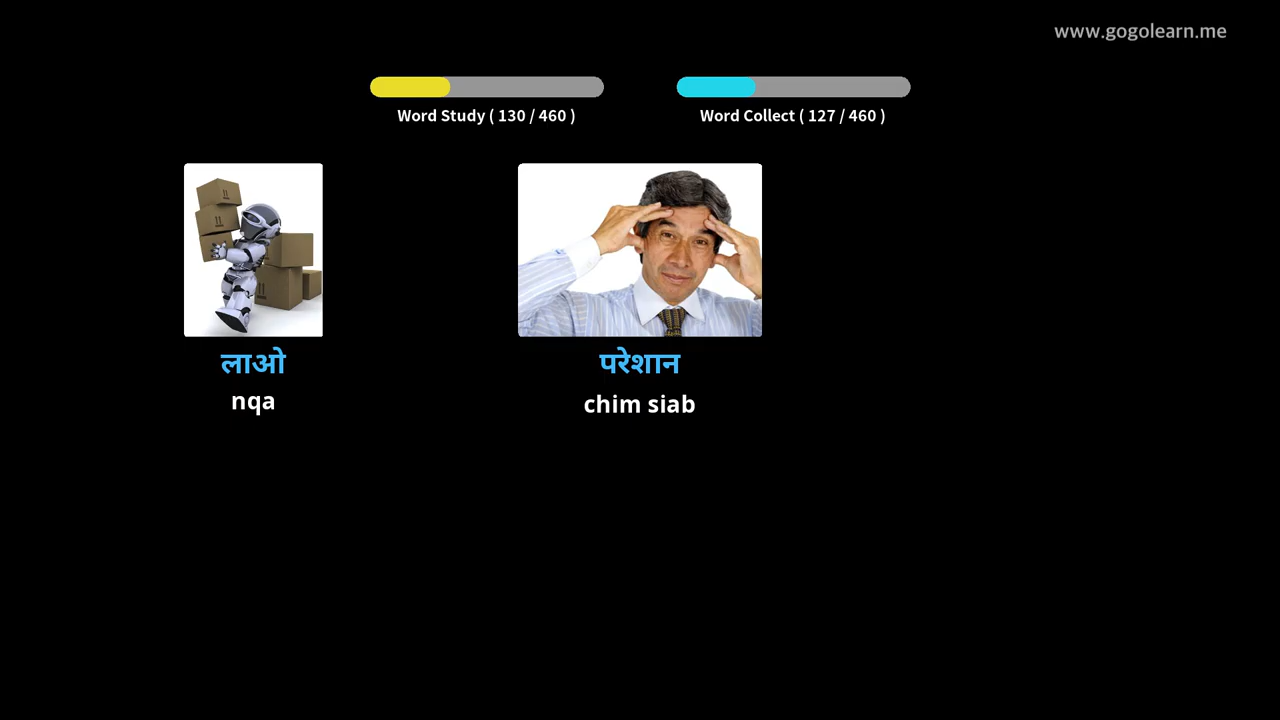 www.gogolearn.me
Word Study ( 130 / 460 )
Word Collect ( 127 / 460 )
लाओ
nqa
परेशान
chim siab